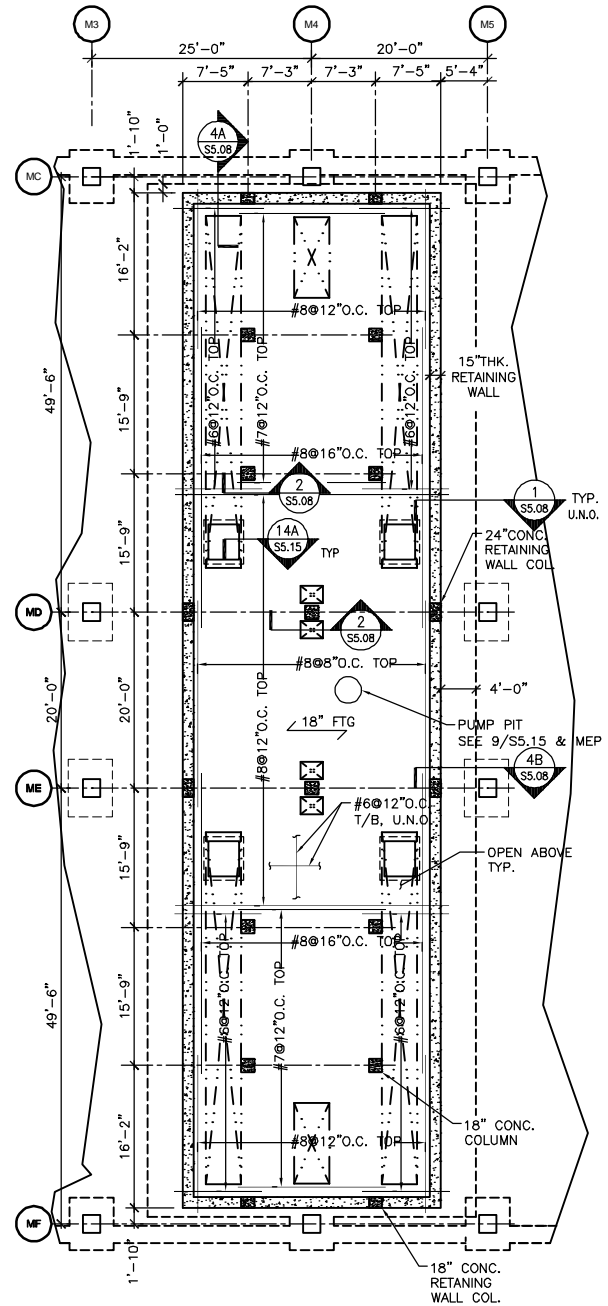 M3
M4
M5
25'-0"
20'-0"
7'-5"
7'-3"
7'-3"
7'-5"
5'-4"
1'-10"
1'-0"
4A
S5.08
MC
16'-2"
#8@12"O.C. TOP
49'-6"
#6@12"O.C. TOP
#7@12"O.C. TOP
#6@12"O.C. TOP
15"THK.
RETAINING
WALL
15'-9"
#8@16"O.C. TOP
2
S5.08
1
S5.08
TYP.
U.N.O.
14A
S5.15
TYP
15'-9"
24"CONC.
RETAINING
WALL COL.
MD
2
S5.08
#8@8"O.C. TOP
20'-0"
20'-0"
#8@12"O.C. TOP
4'-0"
18" FTG
PUMP PIT
SEE 9/S5.15 & MEP
4B
S5.08
ME
#6@12"O.C.
T/B, U.N.O.
15'-9"
OPEN ABOVE
TYP.
#8@16"O.C. TOP
49'-6"
15'-9"
#6@12"O.C. TOP
#7@12"O.C. TOP
#6@12"O.C. TOP
16'-2"
#8@12"O.C. TOP
18" CONC.
COLUMN
MF
1'-10"
18" CONC.
RETANING
WALL COL.